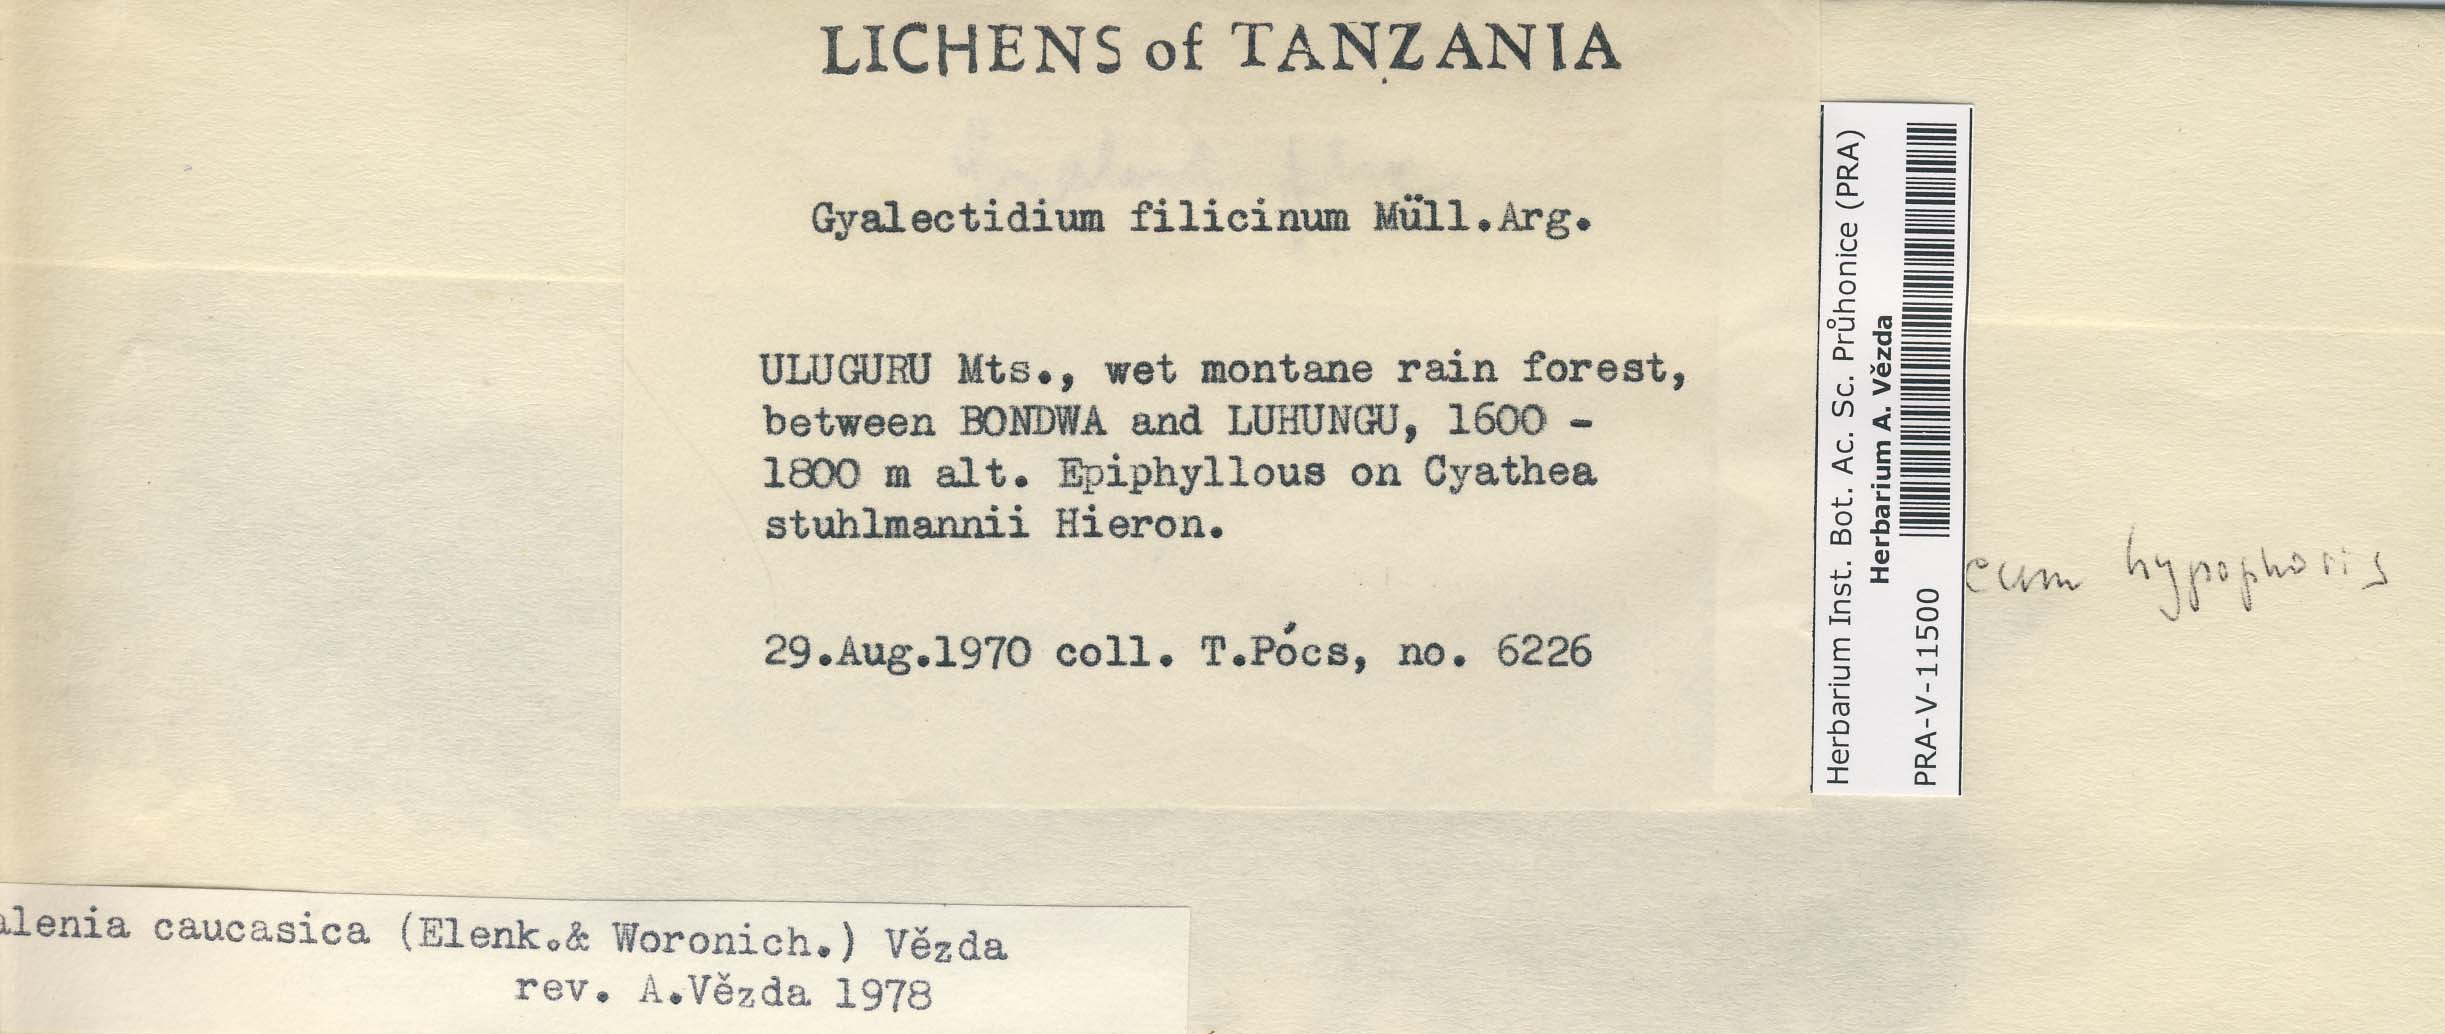 LICHENS of TANZANIA
Gyalectidium filicinum Müll.Arg.
ULUGURU Mts., wet montane rain forest,
between BONDWA and LUHUNGU, 1600 -
1800 m alt. Epiphyllous on Cyathea
stuhlmannii Hieron.
29.Aug.1970 coll. T.Pócs, no. 6226
Herbarium Inst. Bot. Ac. Sc. Průhonice (PRA)
Herbarium A. Vězda
PRA-V-11500
cum hypophoris
alenia caucasica (Elenk.& Woronich.) Vězda
rev. A.Vězda 1978